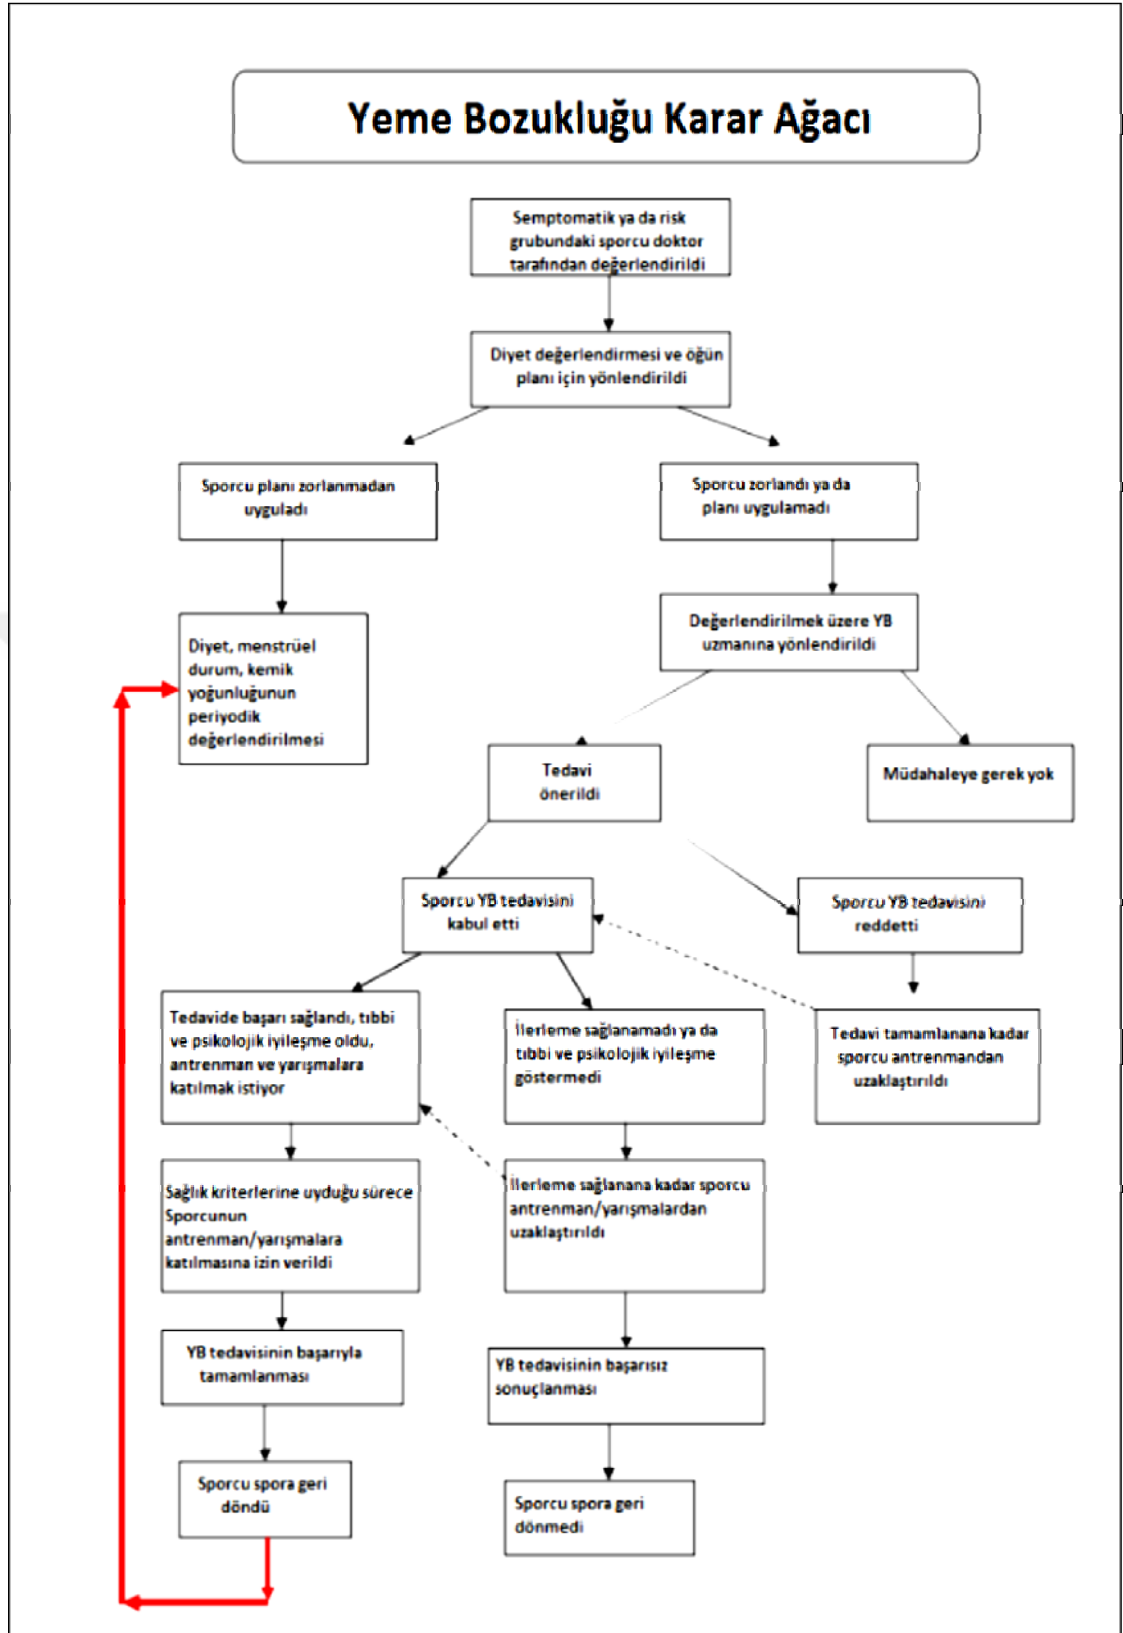 Yeme Bozukluğu Karar Ağacı
Semptomatik ya da risk
grubundaki sporcu doktor
tarafından değerlendirildi
Diyet değerlendirmesi ve öğün
planı için yönlendirildi
Sporcu planı zorlanmadan
uyguladı
Sporcu zorlandı ya da
planı uygulamadı
Diyet, menstrüel
durum, kemik
yoğunluğunun
periyodik
değerlendirilmesi
Değerlendirilmek üzere YB
uzmanına yönlendirildi
Tedavi
önerildi
Müdahaleye gerek yok
Sporcu YB tedavisini
kabul etti
Sporcu YB tedavisini
reddetti
Tedavide başarı sağlandı, tıbbi
ve psikolojik iyileşme oldu,
antrenman ve yarışmalara
katılmak istiyor
İlerleme sağlanamadı ya da
tıbbi ve psikolojik iyileşme
göstermedi
Tedavi tamamlanana kadar
sporcu antrenmandan
uzaklaştırıldı
Sağlık kriterlerine uyduğu sürece
Sporcunun
antrenman/yarışmalara
katılmasına izin verildi
İlerleme sağlanana kadar sporcu
antrenman/yarışmalardan
uzaklaştırıldı
YB tedavisinin başarıyla
tamamlanması
YB tedavisinin başarısız
sonuçlanması
Sporcu spora geri
döndü
Sporcu spora geri
dönmedi